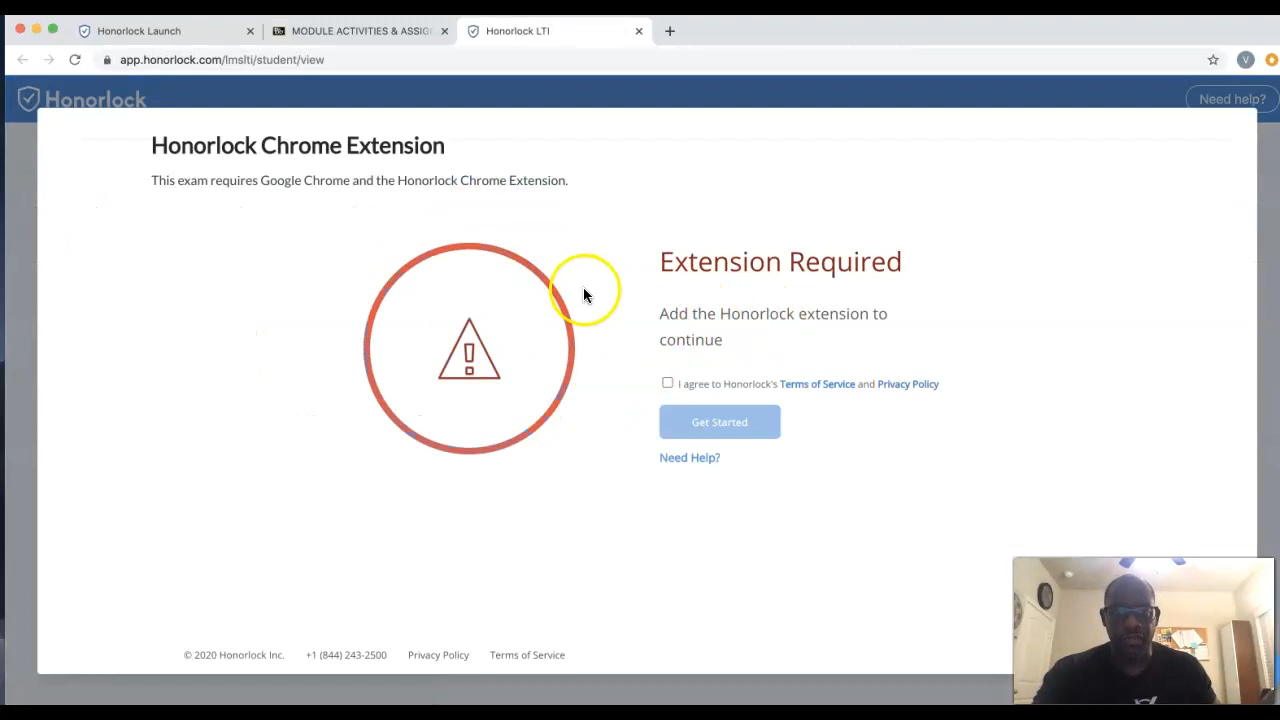 Honorlock Launch
MODULE ACTIVITIES & ASSIG
Honorlock LTI
app.honorlock.com/lmslti/student/view
V
Honorlock
Need help?
Honorlock Chrome Extension
This exam requires Google Chrome and the Honorlock Chrome Extension.
Extension Required
Add the Honorlock extension to
continue
I agree to Honorlock's Terms of Service and Privacy Policy
Get Started
Need Help?
© 2020 Honorlock Inc. +1 (844) 243-2500 Privacy Policy Terms of Service